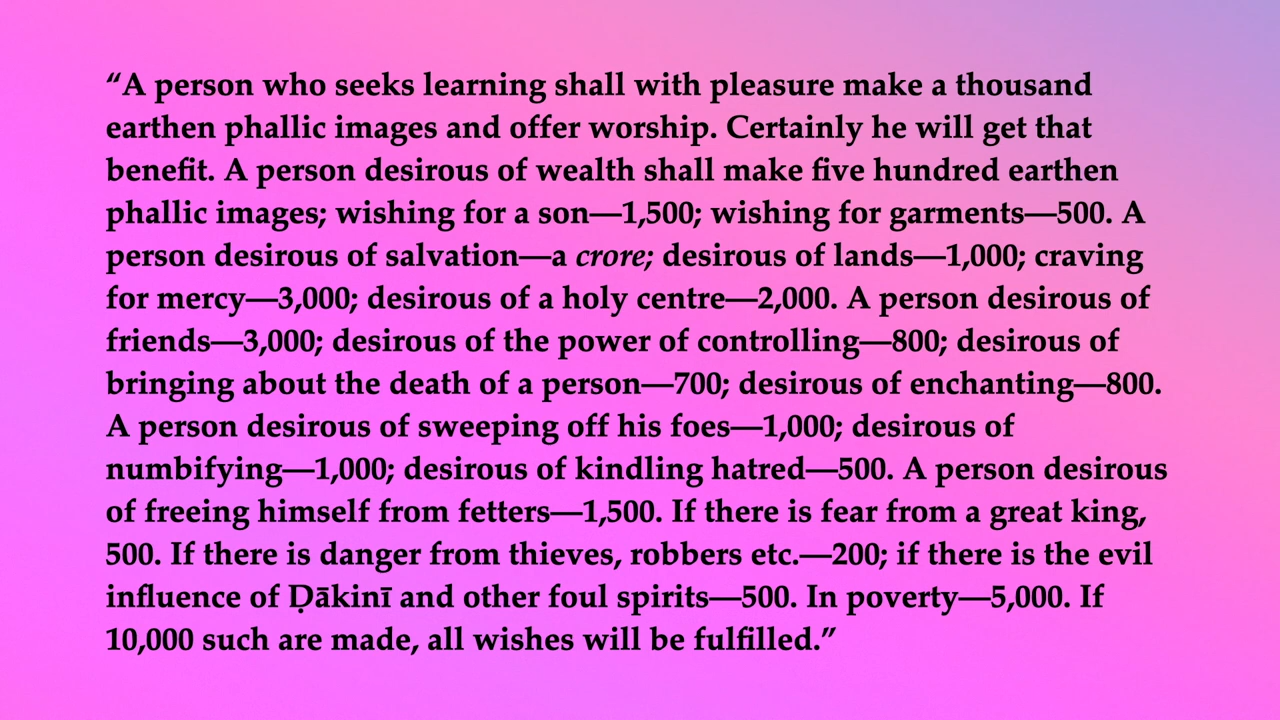 “A person who seeks learning shall with pleasure make a thousand
earthen phallic images and offer worship. Certainly he will get that
benefit. A person desirous of wealth shall make five hundred earthen
phallic images; wishing for a son—1,500; wishing for garments—500. A
person desirous of salvation—a crore; desirous of lands—1,000; craving
for mercy—3,000; desirous of a holy centre—2,000. A person desirous of
friends—3,000; desirous of the power of controlling—800; desirous of
bringing about the death of a person—700; desirous of enchanting—800.
A person desirous of sweeping off his foes—1,000; desirous of
numbifying—1,000; desirous of kindling hatred—500. A person desirous
of freeing himself from fetters—1,500. If there is fear from a great king,
500. If there is danger from thieves, robbers etc.—200; if there is the evil
influence of Ḍākinī and other foul spirits—500. In poverty—5,000. If
10,000 such are made, all wishes will be fulfilled.”